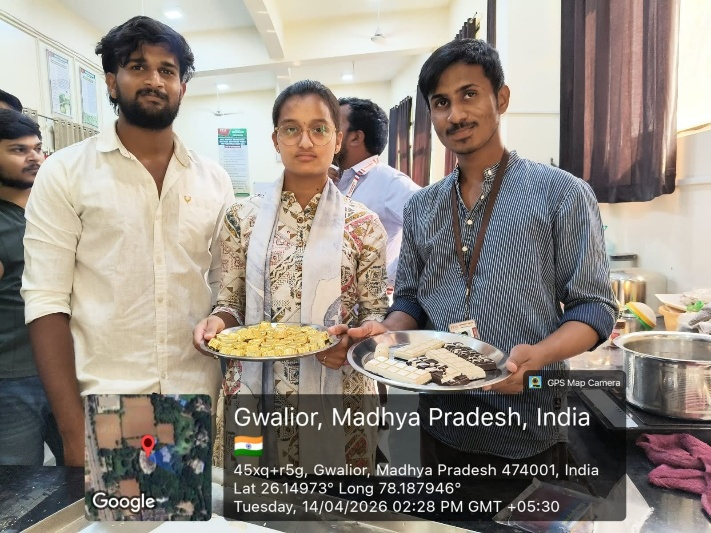 GPS Map Camera
Gwalior, Madhya Pradesh, India
45xq+r5g, Gwalior, Madhya Pradesh 474001, India
Lat 26.14973° Long 78.187946°
Tuesday, 14/04/2026 02:28 PM GMT +05:30
Google